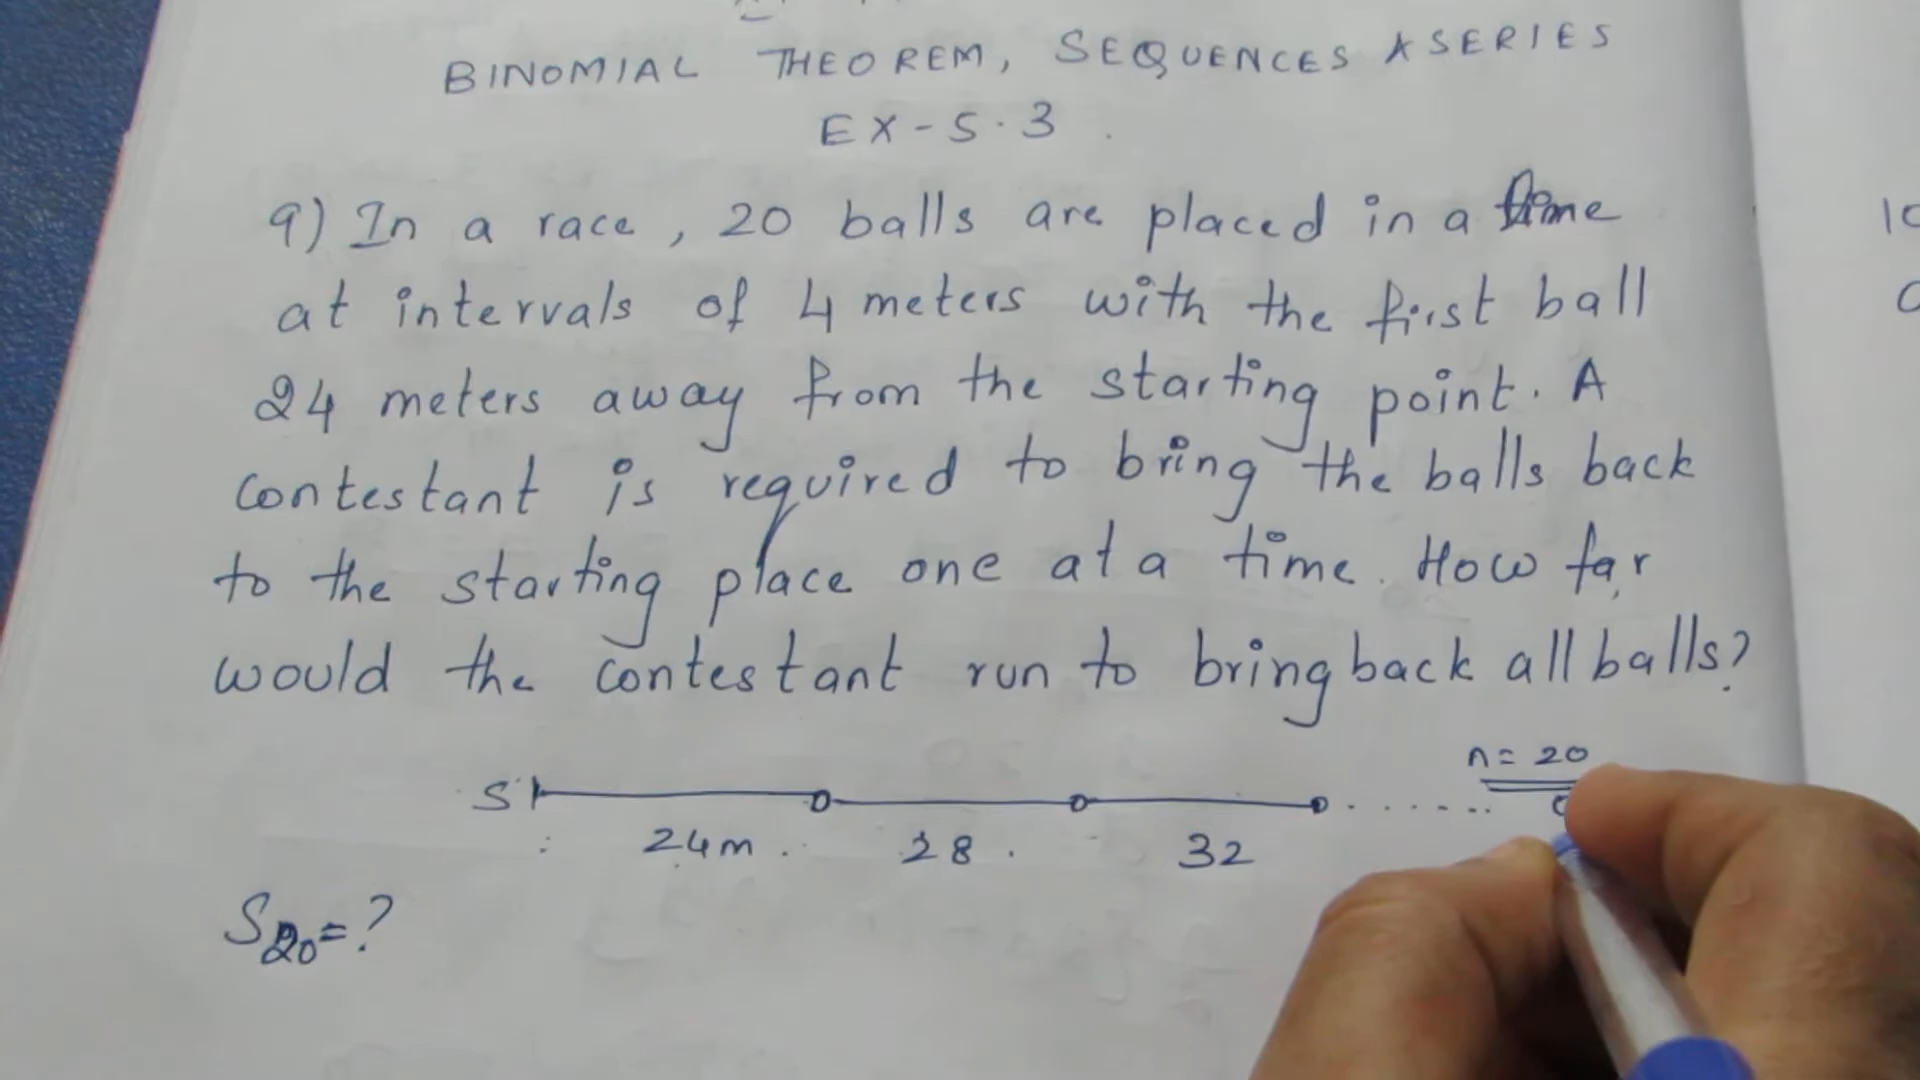 BINOMIAL THEOREM, SEQUENCES & SERIES
EX-5.3
9) In a race, 20 balls are placed in a line
at intervals of 4 meters with the first ball
24 meters away from the starting point. A
contestant is required to bring the balls back
to the starting place one at a time. How far
would the contestant run to bring back all balls?
n = 20
S
24m 28 32
S20=?